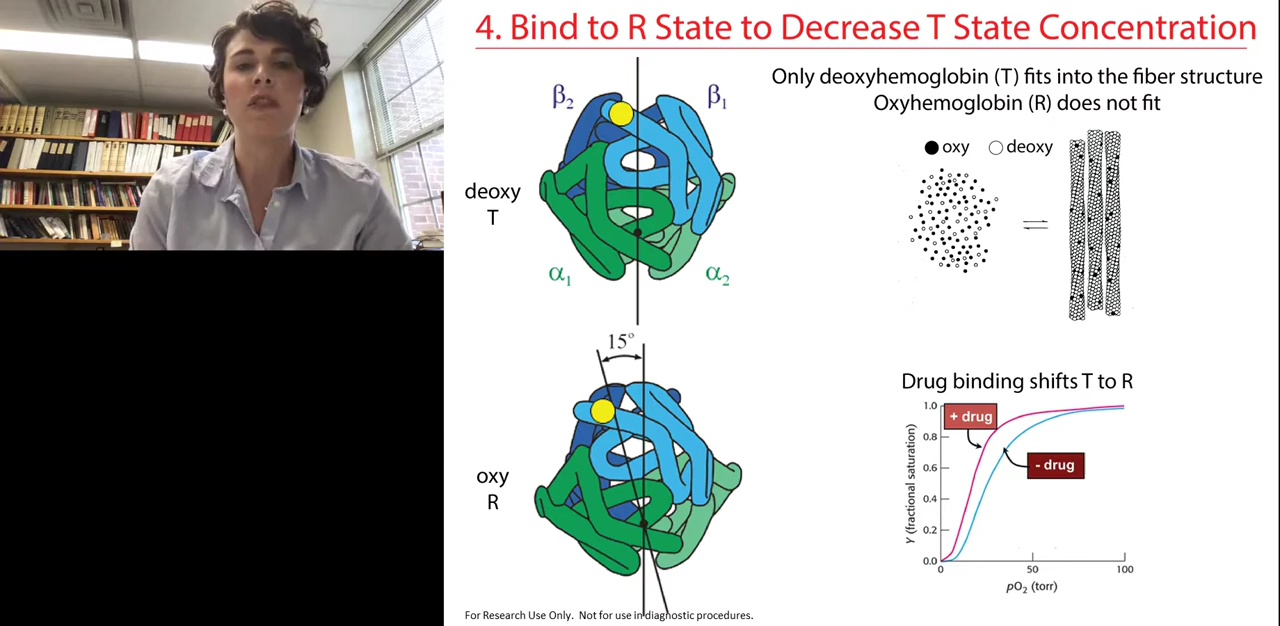 4. Bind to R State to Decrease T State Concentration
Only deoxyhemoglobin (T) fits into the fiber structure
Oxyhemoglobin (R) does not fit
β2
β1
deoxy
T
α1
α2
oxy
deoxy
15°
oxy
R
Drug binding shifts T to R
+ drug
- drug
Y (fractional saturation)
1.0
0.8
0.6
0.4
0.2
0.0
0
50
100
pO2 (torr)
For Research Use Only. Not for use in diagnostic procedures.